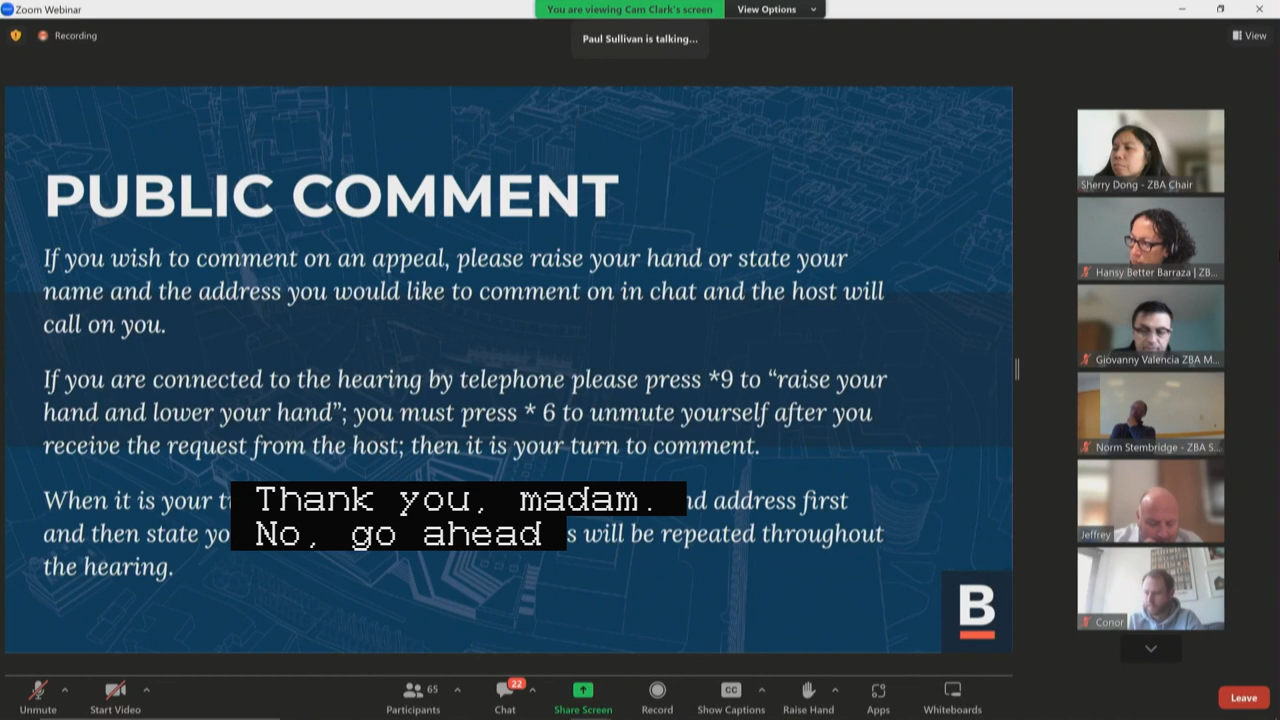 Zoom Webinar
You are viewing Cam Clark's screen
View Options
Recording
Paul Sullivan is talking...
View
PUBLIC COMMENT
If you wish to comment on an appeal, please raise your hand or state your
name and the address you would like to comment on in chat and the host will
call on you.
If you are connected to the hearing by telephone please press *9 to “raise your
hand and lower your hand”; you must press * 6 to unmute yourself after you
receive the request from the host; then it is your turn to comment.
When it is your nd address first
and then state s will be repeated throughout
the hearing.
Thank you, madam.
No, go ahead
B
Sherry Dong - ZBA Chair
Hansy Better Barraza | ZB...
Giovanny Valencia ZBA M...
Norm Stembridge - ZBA S...
Jeffrey
Conor
Unmute
Start Video
65
Participants
22
Chat
Share Screen
Record
CC
Show Captions
Raise Hand
Apps
Whiteboards
Leave